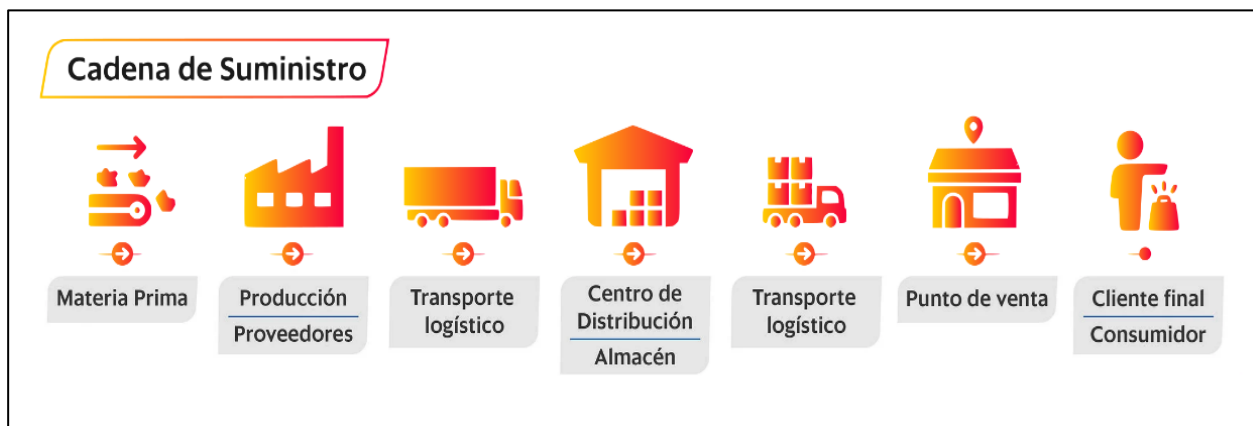 Cadena de Suministro
Materia Prima
Producción
Proveedores
Transporte
logístico
Centro de
Distribución
Almacén
Transporte
logístico
Punto de venta
Cliente final
Consumidor